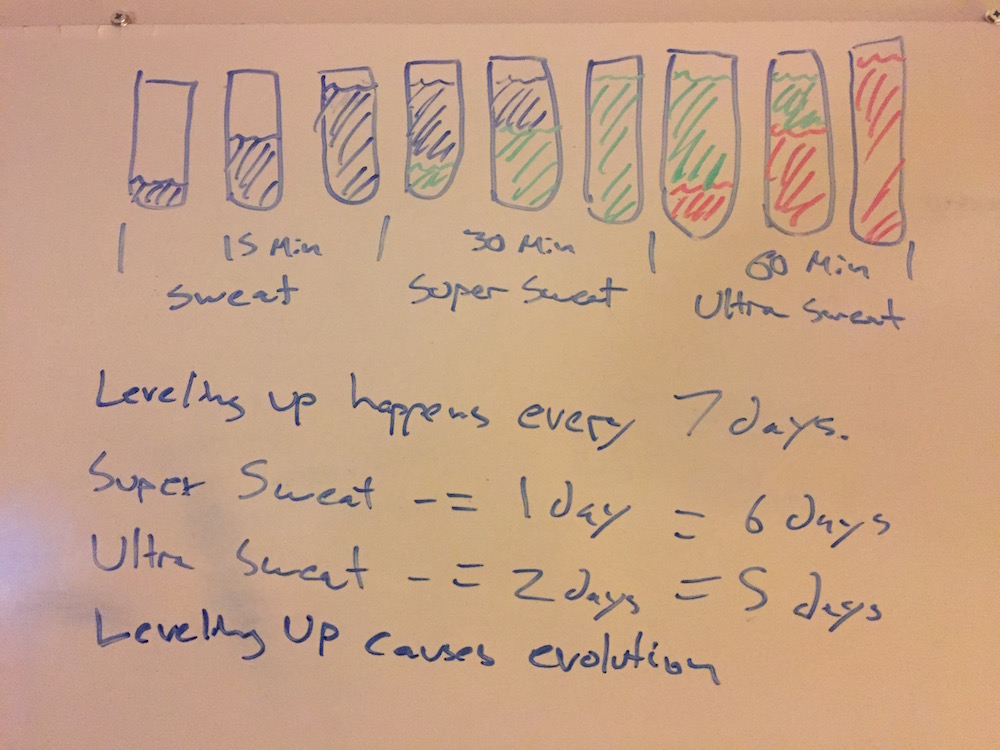 15 Min
30 Min
60 Min
Sweat
Super Sweat
Ultra Sweat
Leveling up happens every 7 days.
Super Sweat -= 1 day = 6 days
Ultra Sweat -= 2 days = 5 days
Leveling Up causes evolution